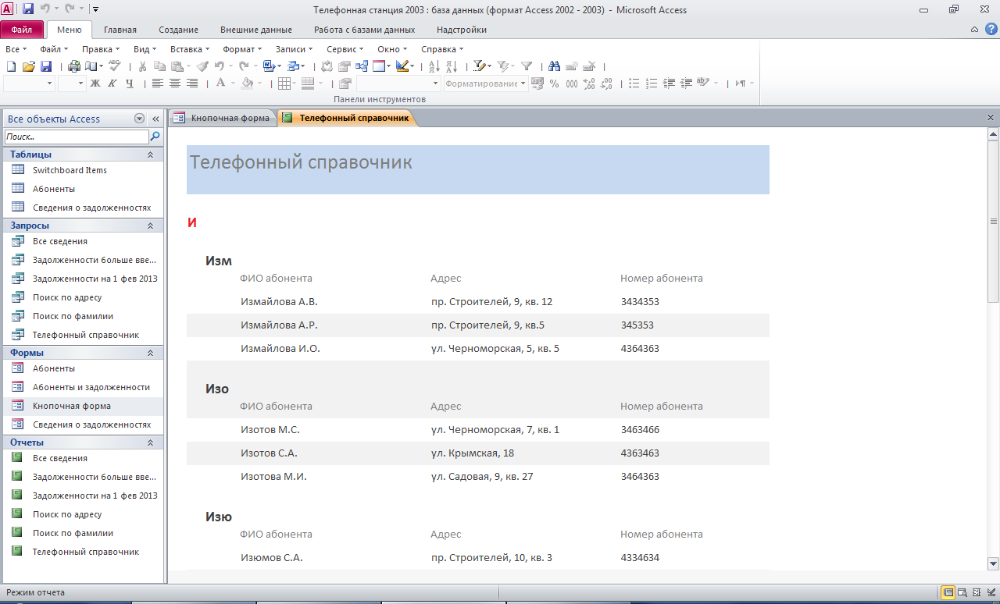 Телефонная станция 2003 : база данных (формат Access 2002 - 2003) - Microsoft Access
Файл Меню Главная Создание Внешние данные Работа с базами данных Надстройки
Все Файл Правка Вид Вставка Формат Записи Сервис Окно Справка
Ж К Ч Форматирование
Панели инструментов
Все объекты Access
Поиск...
Таблицы
Switchboard Items
Абоненты
Сведения о задолженностях
Запросы
Все сведения
Задолженности больше вве...
Задолженности на 1 фев 2013
Поиск по адресу
Поиск по фамилии
Телефонный справочник
Формы
Абоненты
Абоненты и задолженности
Кнопочная форма
Сведения о задолженностях
Отчеты
Все сведения
Задолженности больше вве...
Задолженности на 1 фев 2013
Поиск по адресу
Поиск по фамилии
Телефонный справочник
Кнопочная форма Телефонный справочник
Телефонный справочник
И
Изм
ФИО абонента Адрес Номер абонента
Измайлова А.В. пр. Строителей, 9, кв. 12 3434353
Измайлова А.Р. пр. Строителей, 9, кв.5 345353
Измайлова И.О. ул. Черноморская, 5, кв. 5 4364363
Изо
ФИО абонента Адрес Номер абонента
Изотов М.С. ул. Черноморская, 7, кв. 1 3463466
Изотов С.А. ул. Крымская, 18 4363463
Изотова М.И. ул. Садовая, 9, кв. 27 3464363
Изю
ФИО абонента Адрес Номер абонента
Изюмов С.А. пр. Строителей, 10, кв. 3 4334634
Режим отчета